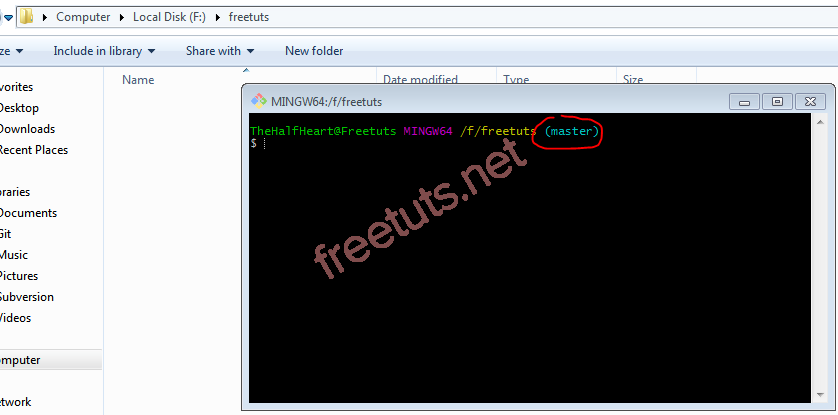 Computer Local Disk (F:) freetuts
ze Include in library Share with New folder
Name Date modified Type Size
vorites
Desktop
Downloads
Recent Places
braries
Documents
Git
Music
Pictures
Subversion
Videos
omputer
etwork
MINGW64:/f/freetuts
TheHalfHeart@Freetuts MINGW64 /f/freetuts (master)
$
freetuts.net